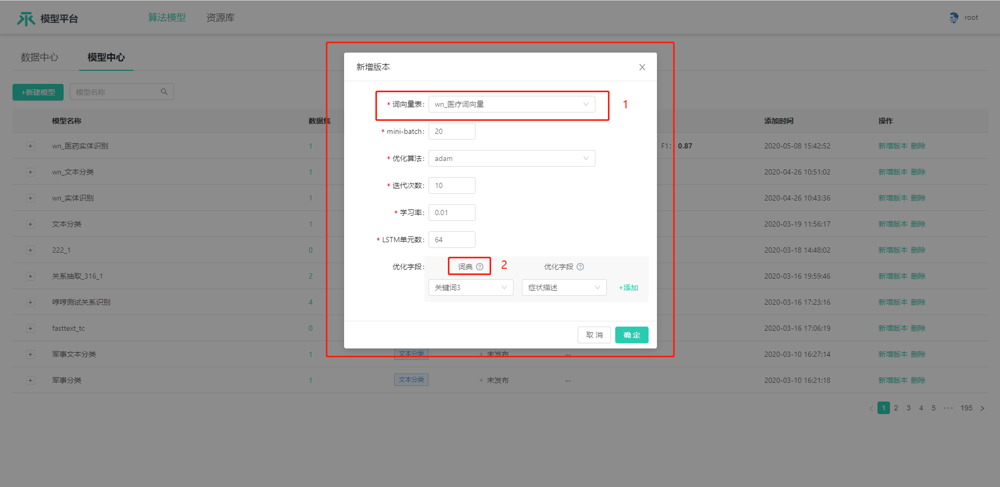 模型平台
算法模型
资源库
root
数据中心
模型中心
+新建模型
模型名称
模型名称
数据集
添加时间
操作
+ wn_医药实体识别 1 F1: 0.87 2020-05-08 15:42:52 新增版本 删除
+ wn_文本分类 1 2020-04-26 10:51:02 新增版本 删除
+ wn_实体识别 1 2020-04-26 10:43:36 新增版本 删除
+ 文本分类 1 2020-03-19 11:56:17 新增版本 删除
+ 222_1 0 2020-03-18 14:48:02 新增版本 删除
+ 关系抽取_316_1 2 2020-03-16 19:59:46 新增版本 删除
+ 哼哼测试关系识别 4 2020-03-16 17:23:16 新增版本 删除
+ fasttext_tc 0 2020-03-16 17:06:19 新增版本 删除
+ 军事文本分类 1 文本分类 未发布 -- 2020-03-10 16:27:14 新增版本 删除
+ 军事分类 1 文本分类 未发布 -- 2020-03-10 16:21:18 新增版本 删除
< 1 2 3 4 5 ··· 195 >
新增版本 X
* 词向量表: wn_医疗词向量 1
* mini-batch: 20
* 优化算法: adam
* 迭代次数: 10
* 学习率: 0.01
* LSTM单元数: 64
优化字段: 词典 ? 2 优化字段 ?
关键词3 症状描述 +添加
取 消 确 定